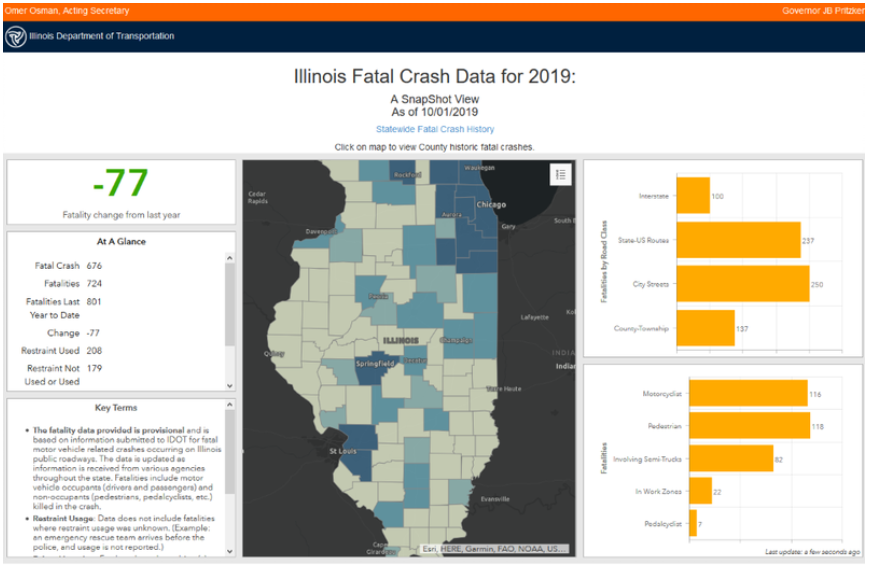 Omer Osman, Acting Secretary
Governor JB Pritzker
Illinois Department of Transportation
Illinois Fatal Crash Data for 2019:
A SnapShot View
As of 10/01/2019
Statewide Fatal Crash History
Click on map to view County historic fatal crashes.
-77
Fatality change from last year
At A Glance
Fatal Crash 676
Fatalities 724
Fatalities Last 801
Year to Date
Change -77
Restraint Used 208
Restraint Not 179
Used or Used
Key Terms
• The fatality data provided is provisional and is
based on information submitted to IDOT for fatal
motor vehicle related crashes occurring on Illinois
public roadways. The data is updated as
information is received from various agencies
throughout the state. Fatalities include motor
vehicle occupants (drivers and passengers) and
non-occupants (pedestrians, pedalcyclists, etc.)
killed in the crash.
• Restraint Usage: Data does not include fatalities
where restraint usage was unknown. (Example:
an emergency rescue team arrives before the
police, and usage is not reported.)
Rockford
Waukegan
Cedar
Rapids
Chicago
Aurora
Gary
South
Davenport
Peoria
Lafayette
ILLINOIS
Champaign
Quincy
Springfield
Decatur
INDIA
Indian
Terre Haute
St Louis
Evansville
Cape
Girardeau
Esri, HERE, Garmin, FAO, NOAA, US...
Fatalities by Road Class
Interstate 100
State-US Routes 237
City Streets 250
County-Township 137
Fatalities
Motorcyclist 116
Pedestrian 118
Involving Semi-Trucks 82
In Work Zones 22
Pedalcyclist 7
Last update: a few seconds ago